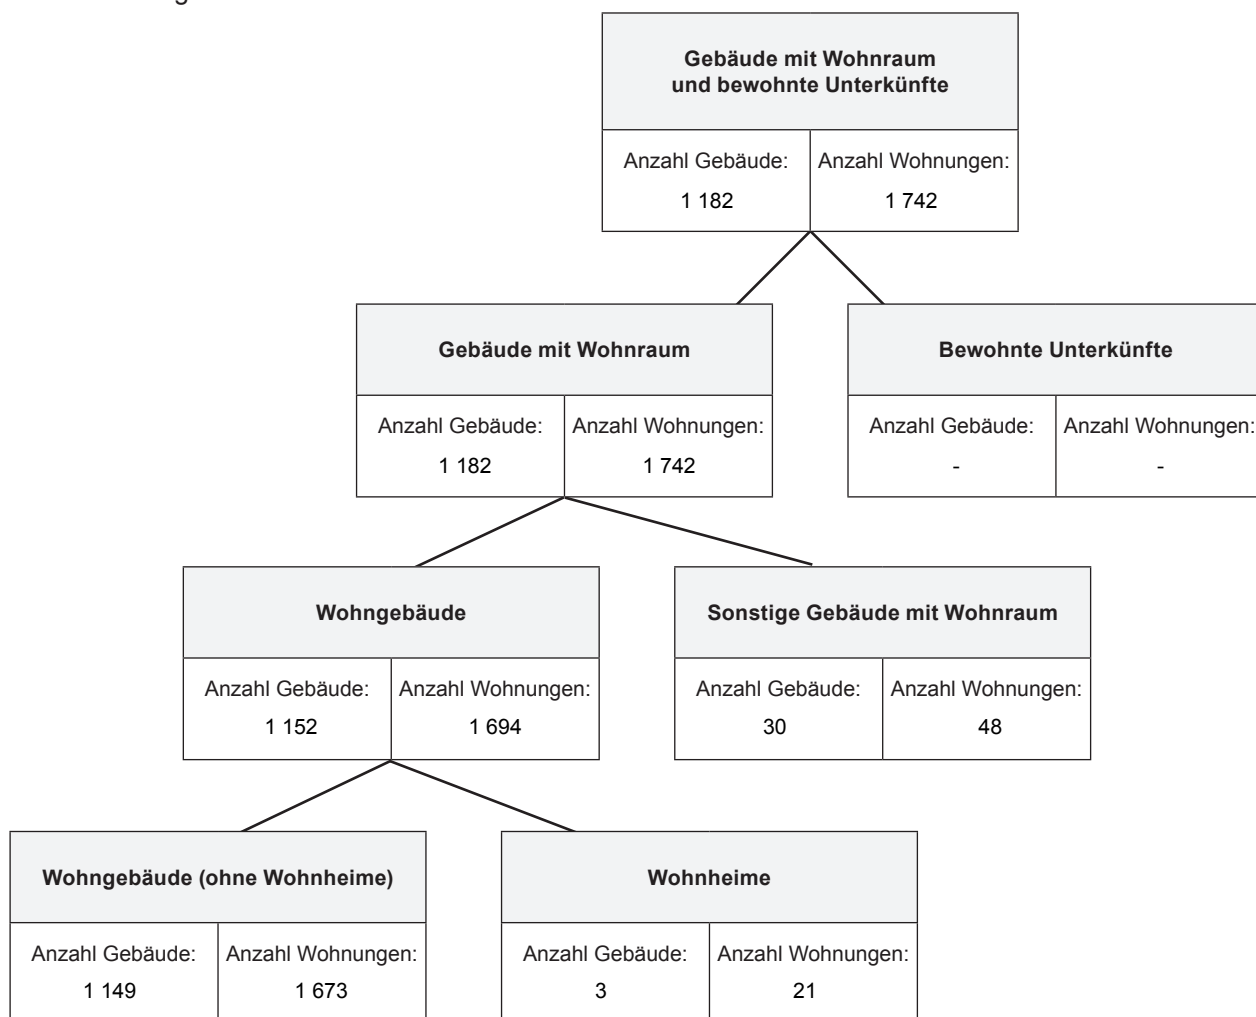 Gebäude mit Wohnraum
und bewohnte Unterkünfte
Anzahl Gebäude: Anzahl Wohnungen:
1 182 1 742
Gebäude mit Wohnraum Bewohnte Unterkünfte
Anzahl Gebäude: Anzahl Wohnungen: Anzahl Gebäude: Anzahl Wohnungen:
1 182 1 742 - -
Wohngebäude Sonstige Gebäude mit Wohnraum
Anzahl Gebäude: Anzahl Wohnungen: Anzahl Gebäude: Anzahl Wohnungen:
1 152 1 694 30 48
Wohngebäude (ohne Wohnheime) Wohnheime
Anzahl Gebäude: Anzahl Wohnungen: Anzahl Gebäude: Anzahl Wohnungen:
1 149 1 673 3 21